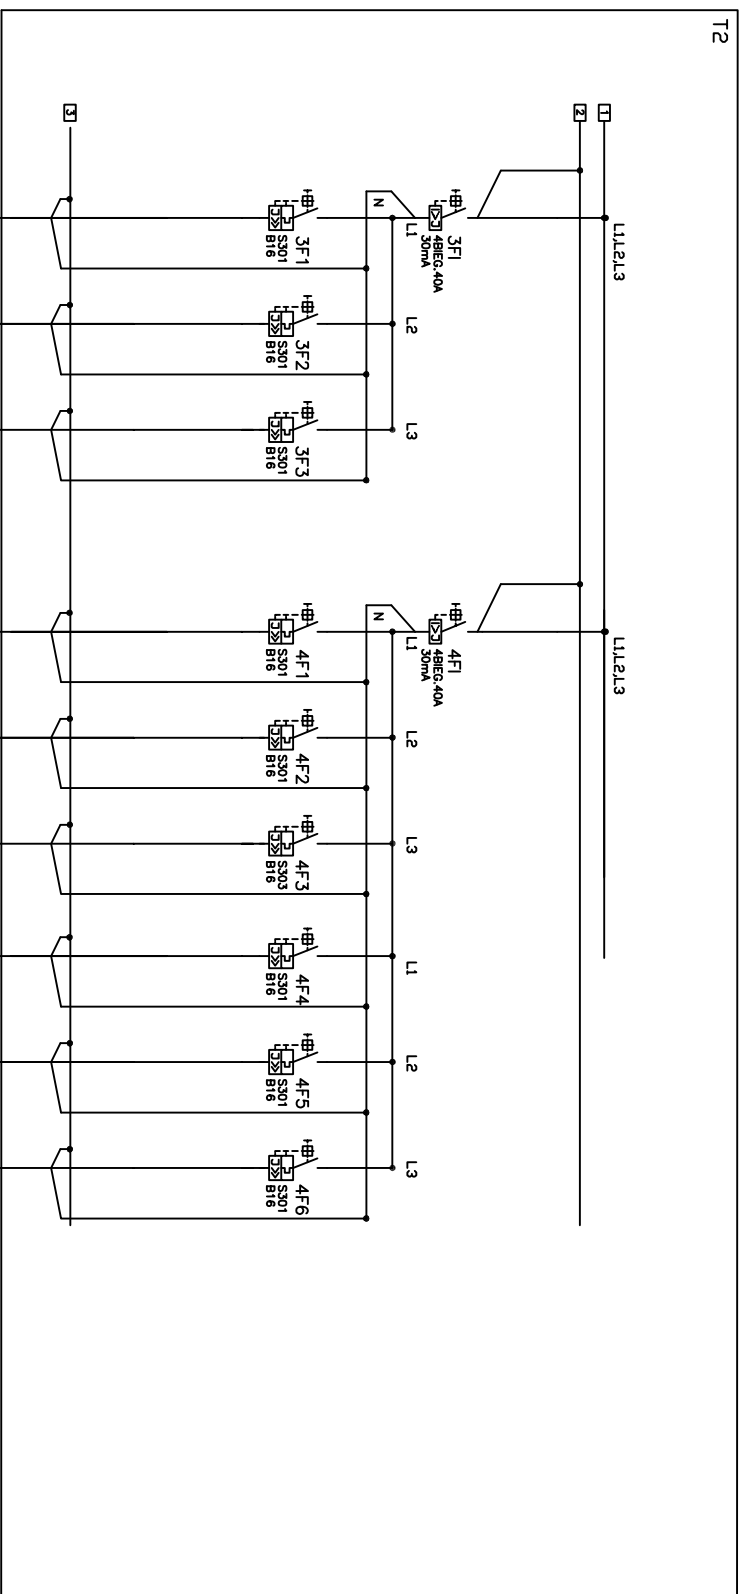 T2
1
2
3
L1,L2,L3
3FI
4BIEG.40A
30mA
N
L1
L2
L3
3F1
S301
B16
3F2
S301
B16
3F3
S301
B16
L1,L2,L3
4FI
4BIEG.40A
30mA
N
L1
L2
L3
L1
L2
L3
4F1
S301
B16
4F2
S301
B16
4F3
S303
B16
4F4
S301
B16
4F5
S301
B16
4F6
S301
B16